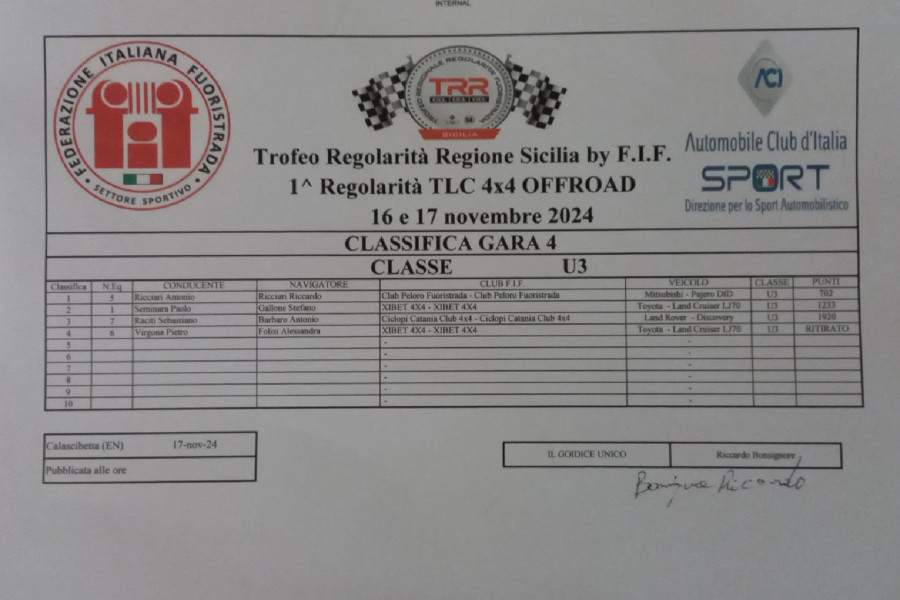 INTERNAL
FEDERAZIONE ITALIANA FUORISTRADA
• SETTORE SPORTIVO •
TRR
SICILIA
ACI
Automobile Club d'Italia
SPORT
Direzione per lo Sport Automobilistico
Trofeo Regolarità Regione Sicilia by F.I.F.
1^ Regolarità TLC 4x4 OFFROAD
16 e 17 novembre 2024
CLASSIFICA GARA 4
CLASSE U3
Classifica N.Eq CONDUCENTE NAVIGATORE CLUB F.I.F. VEICOLO CLASSE PUNTI
1 5 Ricciari Antonio Ricciari Riccardo Club Peloro Fuoristrada - Club Peloro Fuoristrada Mitsubishi - Pajero DID U3 702
2 1 Seminara Paolo Gallone Stefano XIBET 4X4 - XIBET 4X4 Toyota - Land Cruiser LJ70 U3 1233
3 7 Raciti Sebastiano Barbaro Antonio Ciclopi Catania Club 4x4 - Ciclopi Catania Club 4x4 Land Rover - Discovery U3 1920
4 6 Virgona Pietro Folisi Alessandra XIBET 4X4 - XIBET 4X4 Toyota - Land Cruiser LJ70 U3 RITIRATO
5 - -
6 - -
7 - -
8 - -
9 - -
10 - -
Calascibetta (EN) 17-nov-24
Pubblicata alle ore
IL GOIDICE UNICO Riccardo Bonsignore